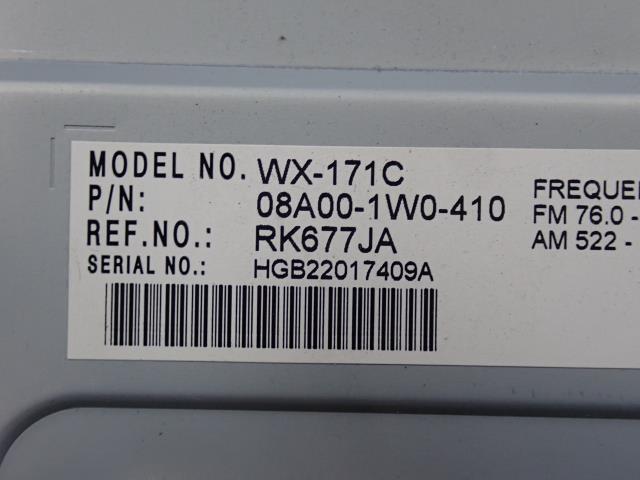 MODEL NO. WX-171C
P/N: 08A00-1W0-410
REF.NO.: RK677JA
SERIAL NO.: HGB22017409A
FM 76.0 -
AM 522 -